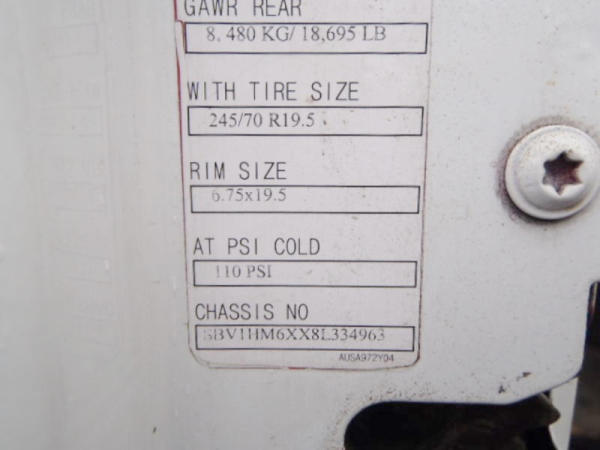 GAWR REAR
8, 480 KG/ 18,695 LB
WITH TIRE SIZE
245/70 R19.5
RIM SIZE
6.75x19.5
AT PSI COLD
110 PSI
CHASSIS NO
SBV1HM6XX8L334963
AUSA972Y04